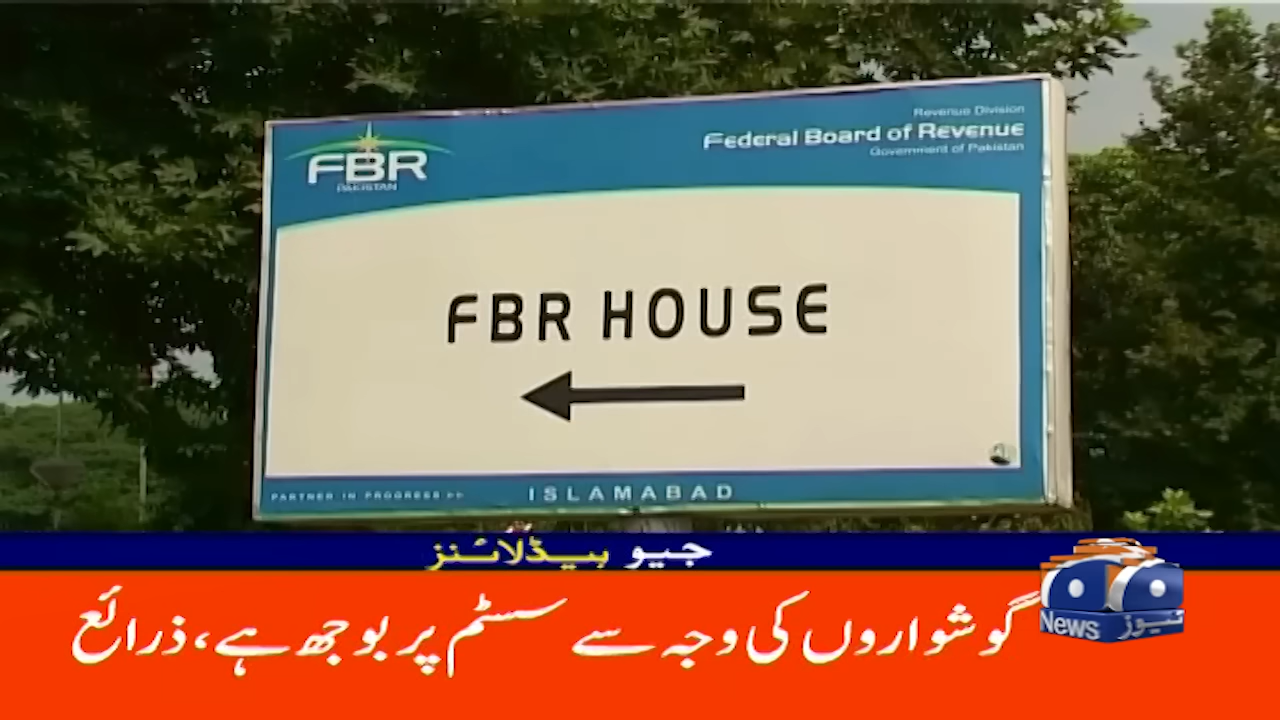 FBR
PAKISTAN
Revenue Division
Federal Board of Revenue
Government of Pakistan
FBR HOUSE
PARTNER IN PROGRESS >>
ISLAMABAD
جیو ہیڈلائنز
گوشواروں کی وجہ سے سسٹم پر بوجھ ہے، ذرائع
News نیوز